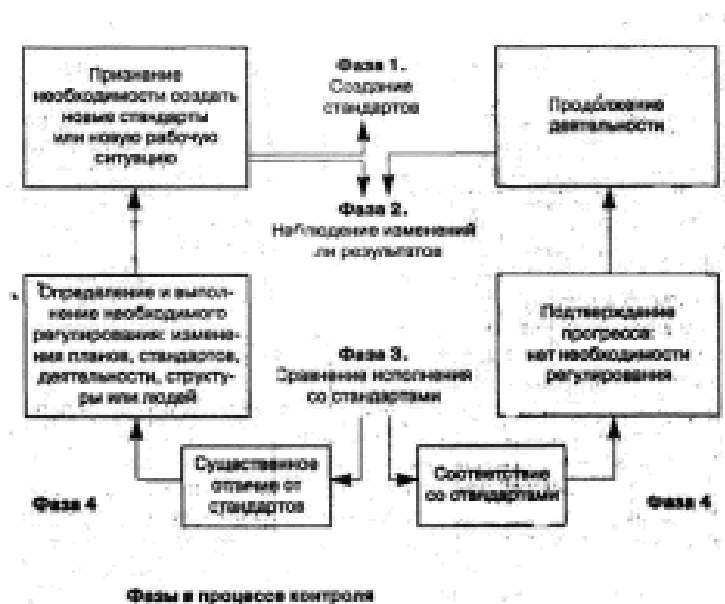 Признание
необходимости создать
новые стандарты
или новую рабочую
ситуацию
Фаза 1.
Создание
стандартов
Продолжение
деятельности
Фаза 2.
Наблюдение изменений
результатов
Определение и выпол-
нение необходимого
регулирования: измене-
ния планов, стандартов,
деятельности, структу-
ры или людей
Фаза 3.
Сравнение исполнения
со стандартами
Подтверждение
прогресса:
нет необходимости
регулирования
Существенное
отличие от
стандартов
Соответствие
со стандартами
Фаза 4
Фаза 4
Фазы в процессе контроля